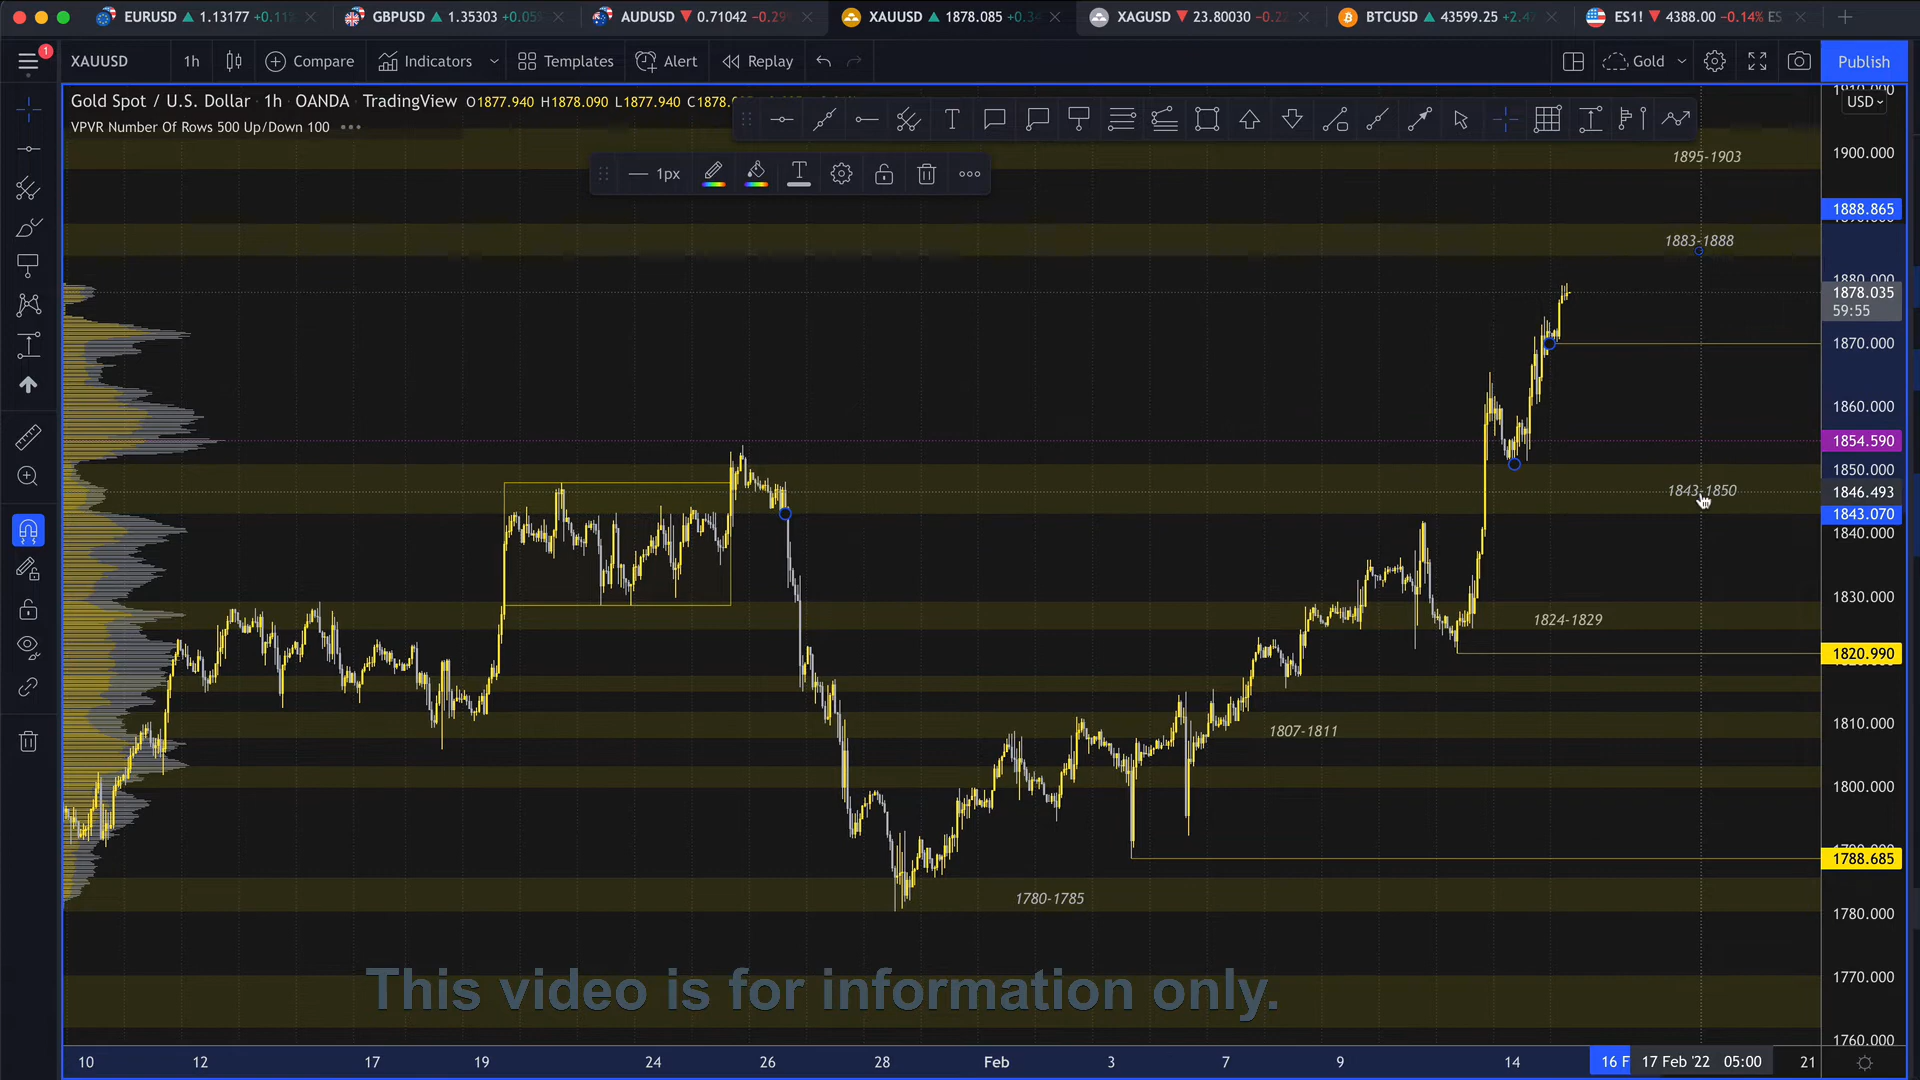 EURUSD 1.13177 +0.11
GBPUSD 1.35303 +0.05
AUDUSD 0.71042 −0.29%
XAUUSD 1878.085 +0.3
XAGUSD 23.80030 −0.2
BTCUSD 43599.25 +2.4
ES1! 4388.00 −0.14% ES
1
XAUUSD 1h Compare Indicators Templates Alert Replay Gold Publish
Gold Spot / U.S. Dollar · 1h · OANDA · TradingView O1877.940 H1878.090 L1877.940 C1878.
VPVR Number Of Rows 500 Up/Down 100
T
1px T
USD
1895-1903
1900.000
1888.865
1883-1888
1880.000
1878.035
59:55
1870.000
1860.000
1854.590
1850.000
1843-1850
1846.493
1843.070
1840.000
1830.000
1824-1829
1820.990
1810.000
1807-1811
1800.000
1788.685
1780-1785
1780.000
1770.000
This video is for information only.
1760.000
10 12 17 19 24 26 28 Feb 3 7 9 14 16 F 17 Feb '22 05:00 21